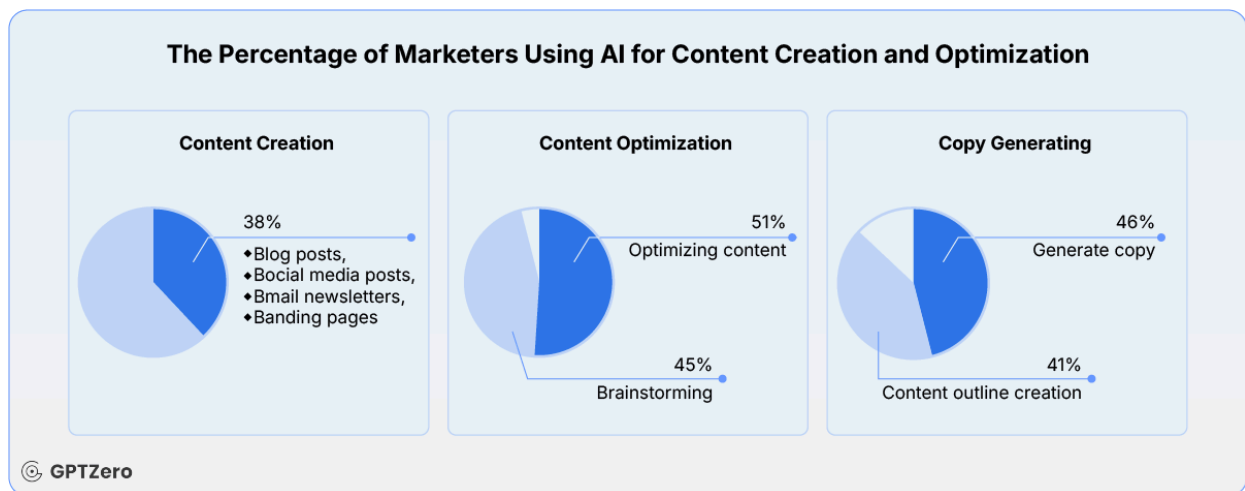 The Percentage of Marketers Using AI for Content Creation and Optimization
Content Creation
38%
◆Blog posts,
◆Bocial media posts,
◆Bmail newsletters,
◆Banding pages
Content Optimization
51%
Optimizing content
45%
Brainstorming
Copy Generating
46%
Generate copy
41%
Content outline creation
GPTZero